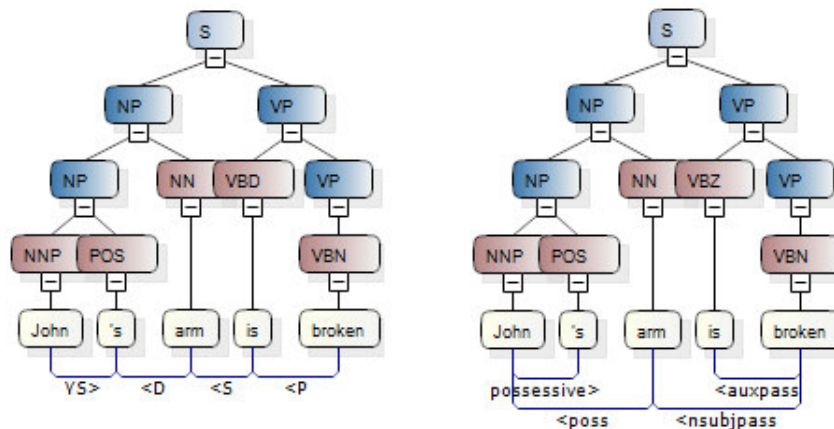 S S
NP VP NP VP
NP NN VBD VP NP NN VBZ VP
NNP POS VBN NNP POS VBN
John 's arm is broken John 's arm is broken
YS> <D <S <P possessive> <auxpass
<poss <nsubjpass